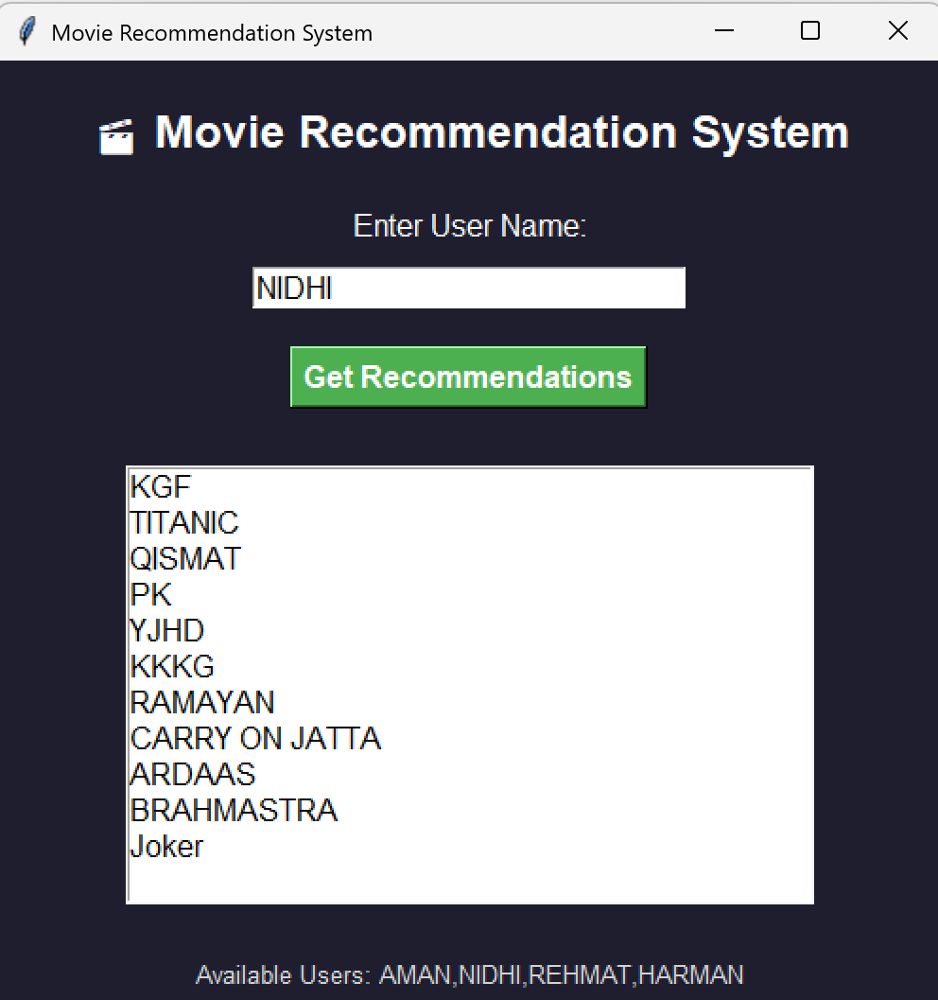 Movie Recommendation System
Movie Recommendation System
Enter User Name:
NIDHI
Get Recommendations
KGF
TITANIC
QISMAT
PK
YJHD
KKKG
RAMAYAN
CARRY ON JATTA
ARDAAS
BRAHMASTRA
Joker
Available Users: AMAN,NIDHI,REHMAT,HARMAN